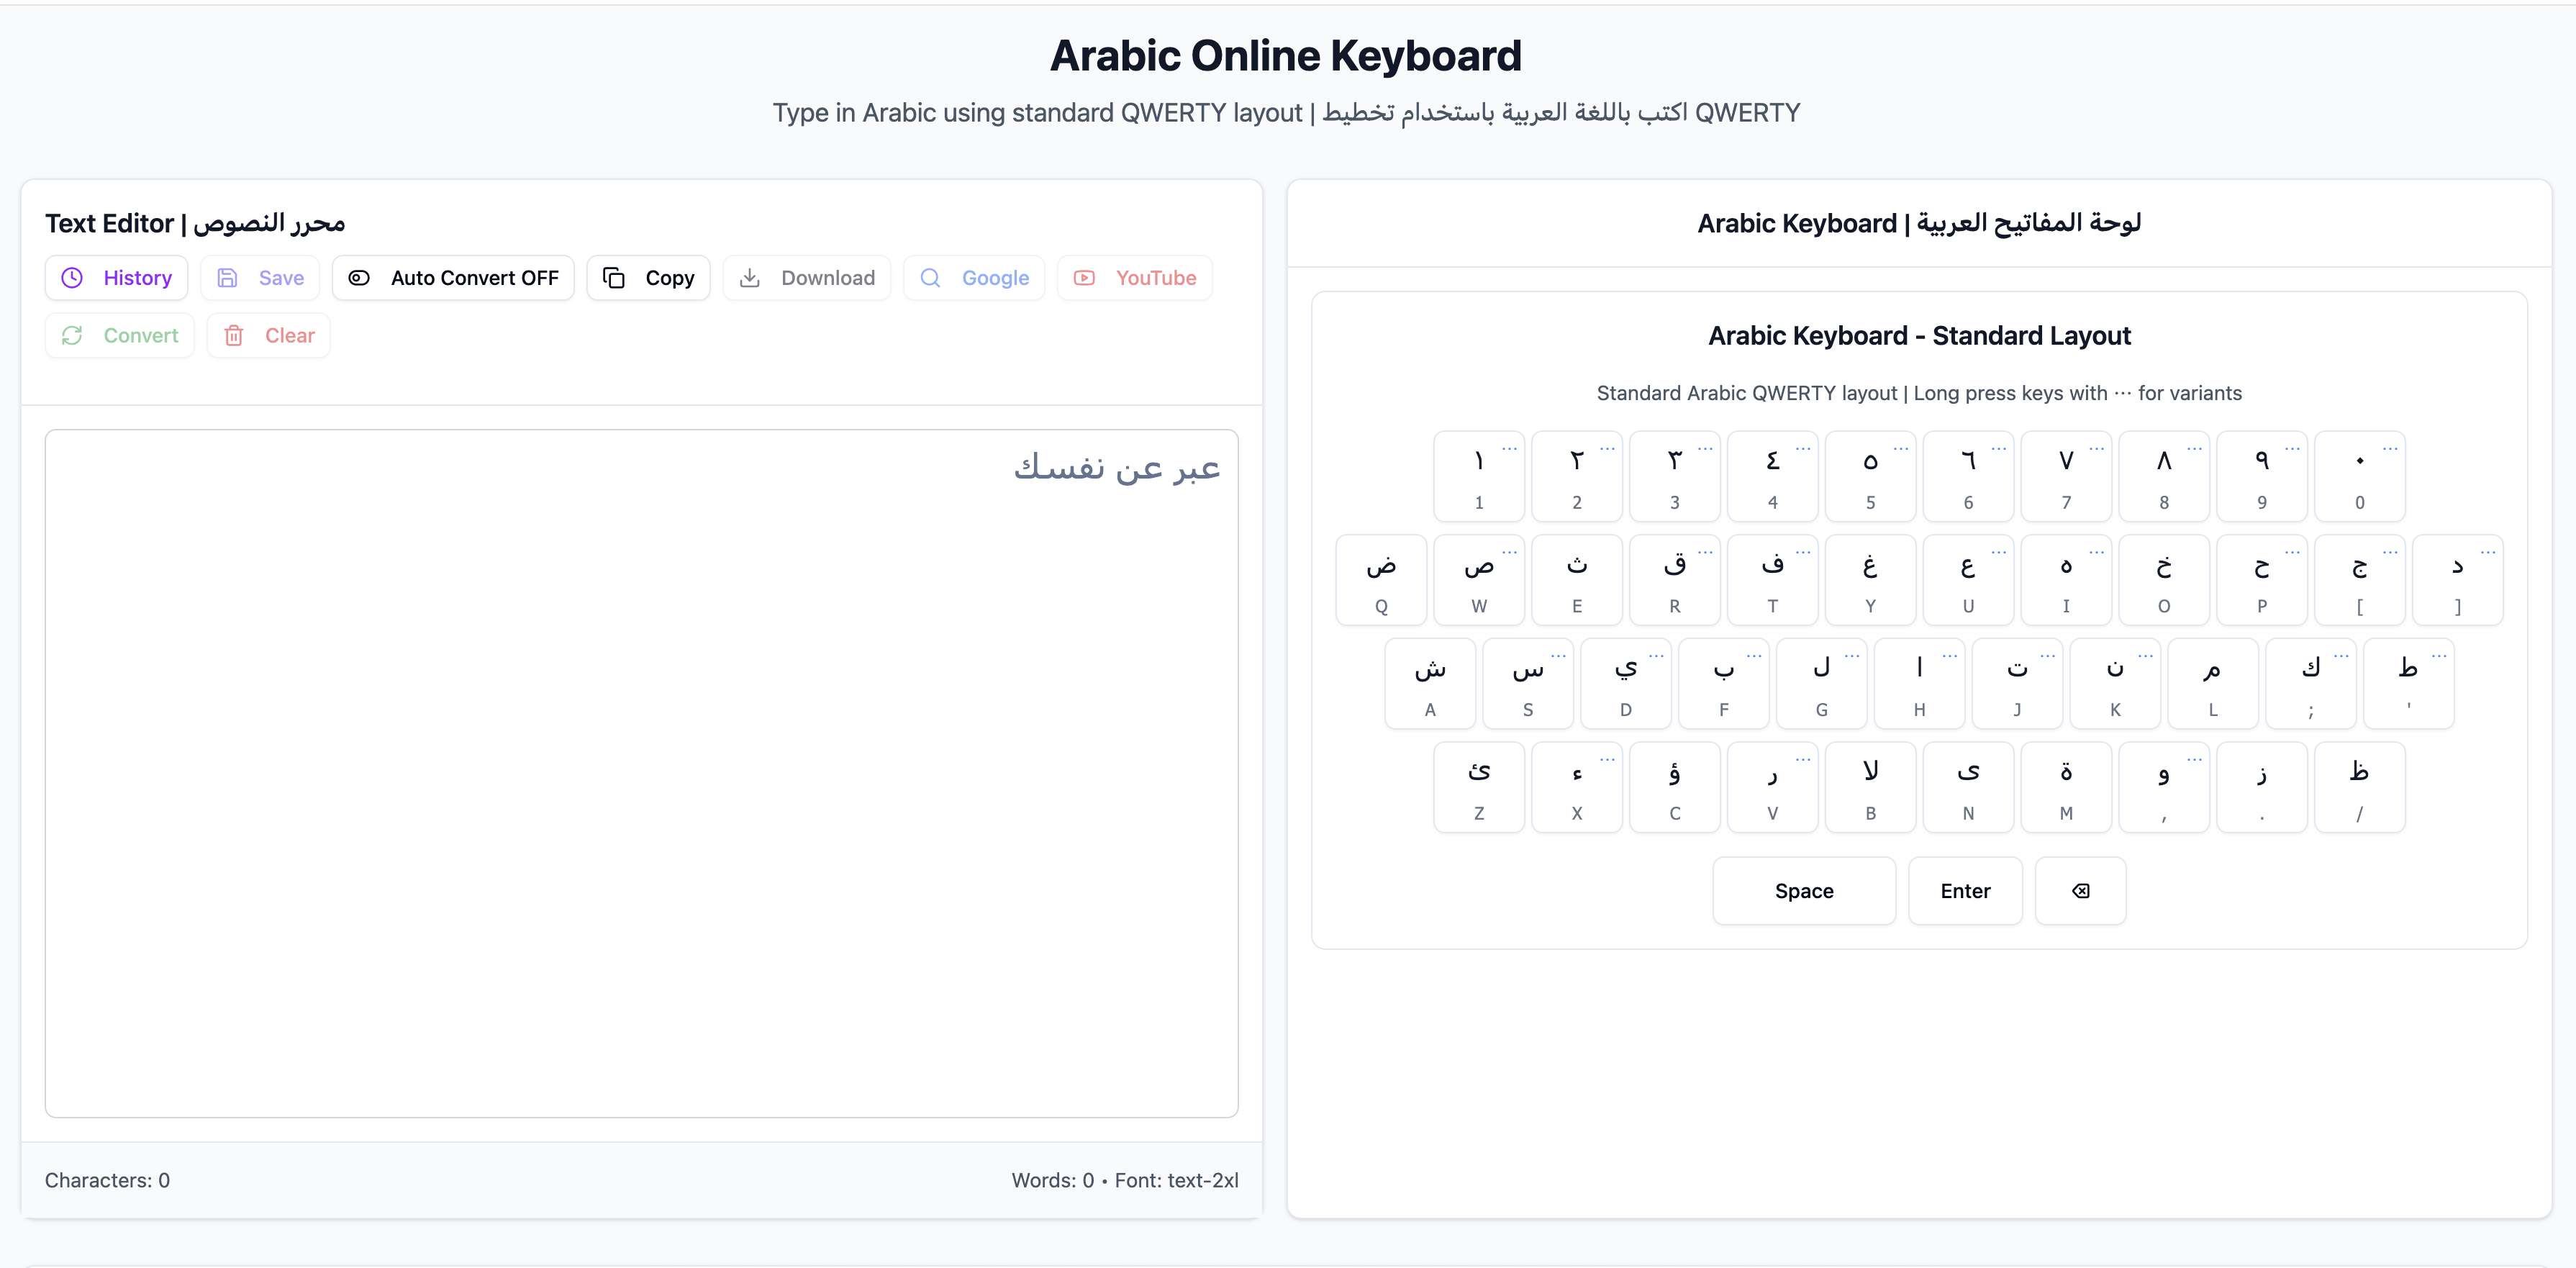 Arabic Online Keyboard
Type in Arabic using standard QWERTY layout | اكتب باللغة العربية باستخدام تخطيط QWERTY
Text Editor | محرر النصوص
History Save Auto Convert OFF Copy Download Google YouTube
Convert Clear
عبر عن نفسك
Characters: 0
Words: 0 • Font: text-2xl
Arabic Keyboard | لوحة المفاتيح العربية
Arabic Keyboard - Standard Layout
Standard Arabic QWERTY layout | Long press keys with ⋯ for variants
١ ٢ ٣ ٤ ٥ ٦ ٧ ٨ ٩ ٠
1 2 3 4 5 6 7 8 9 0
ض ص ث ق ف غ ع ه خ ح ج د
Q W E R T Y U I O P [ ]
ش س ي ب ل ا ت ن م ك ط
A S D F G H J K L ; '
ئ ء ؤ ر لا ى ة و ز ظ
Z X C V B N M , . /
Space Enter